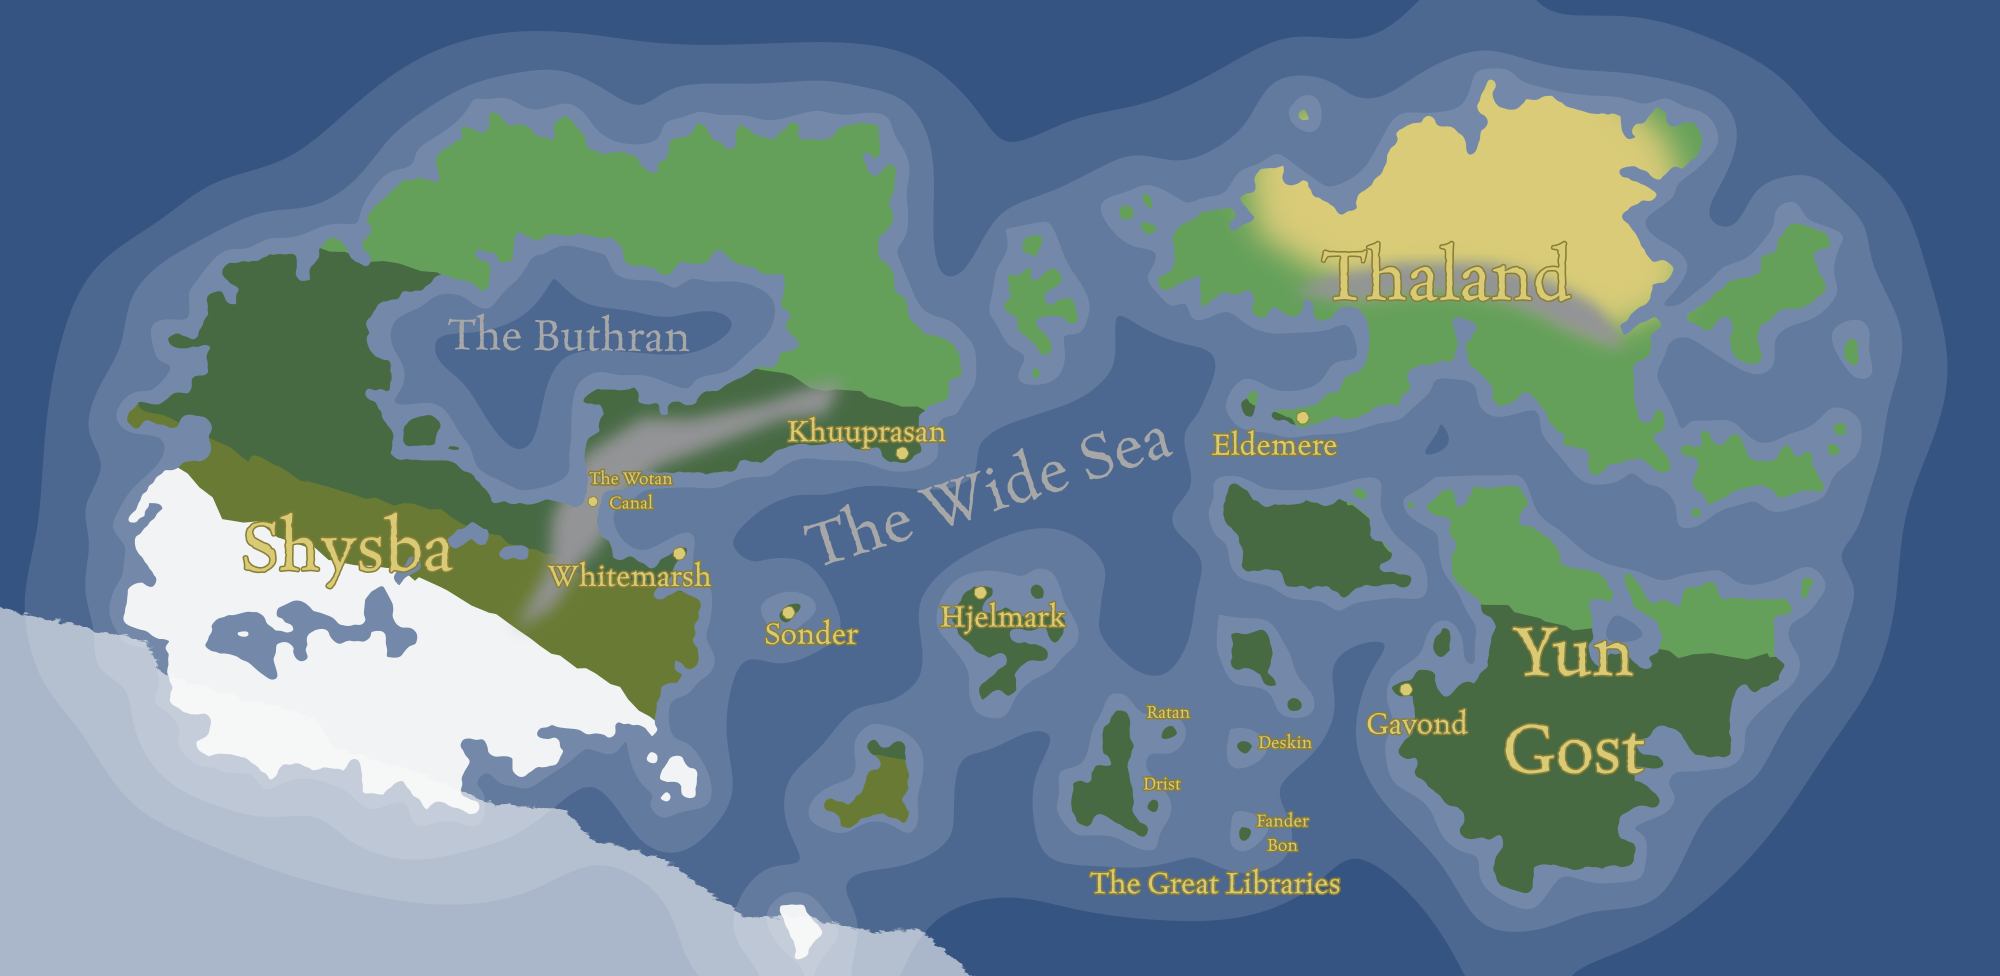 Thaland
The Buthran
Khuuprasan
The Wide Sea
Eldemere
The Wotan
Canal
Shysba
Whitemarsh
Sonder
Hjelmark
Yun
Gost
Ratan
Gavond
Deskin
Drist
Fander
Bon
The Great Libraries